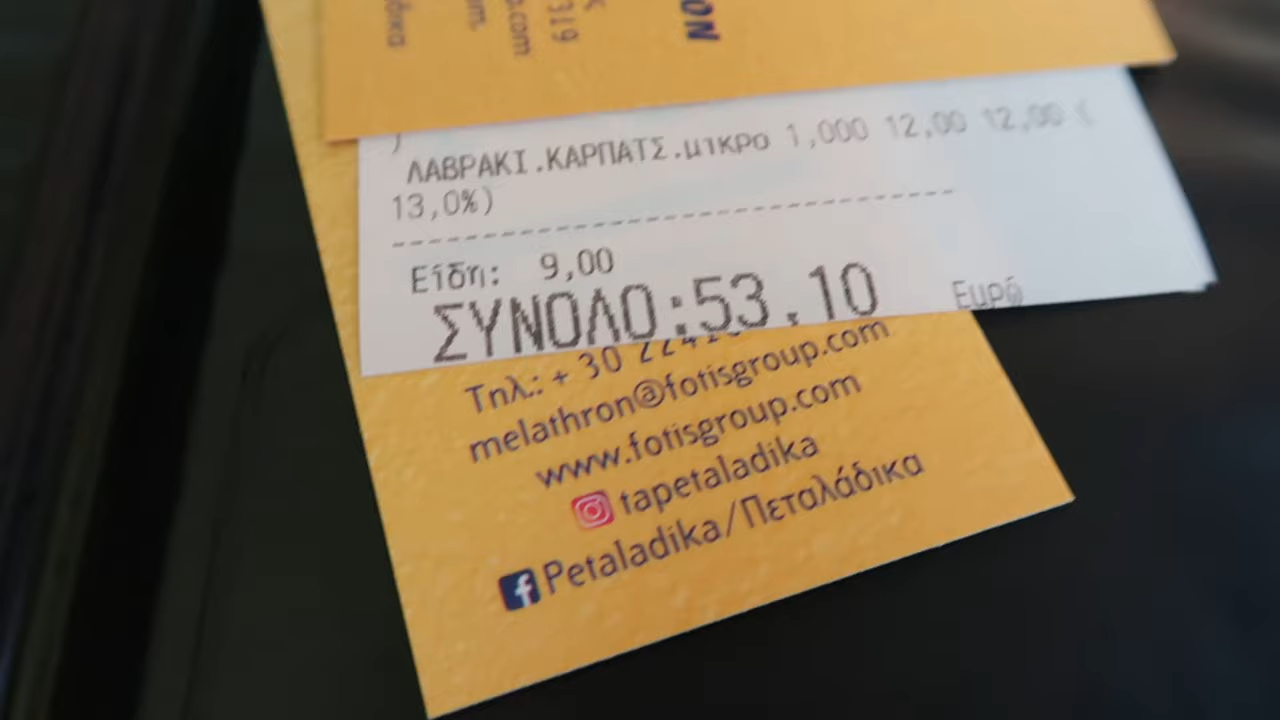 ΛΑΒΡΑΚΙ.ΚΑΡΠΑΤΣ.μικρο 1,000 12,00 12,00 (
13,0%)
Είδη: 9,00
ΣΥΝΟΛΟ:53.10 Ευρώ
Τηλ.: + 30
melathron@fotisgroup.com
www.fotisgroup.com
tapetaladika
Petaladika/Πεταλάδικα